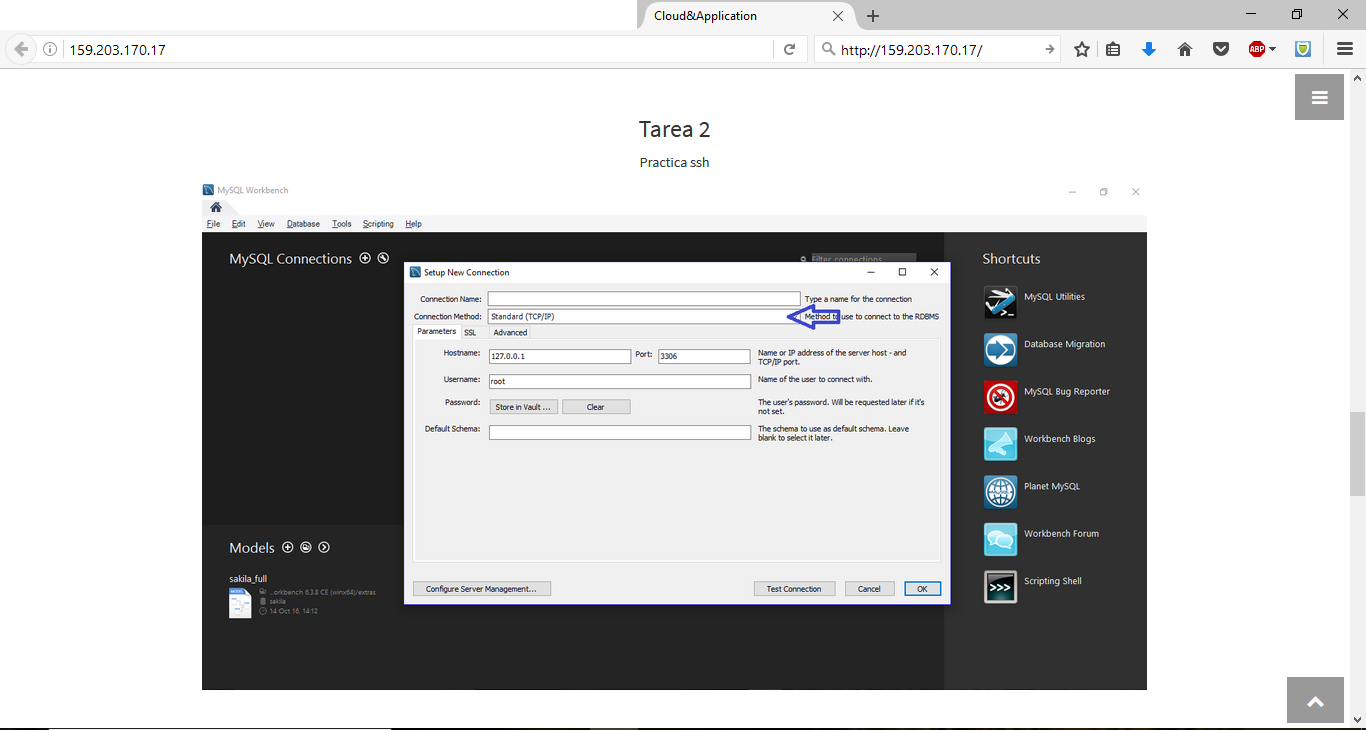 Cloud&Application
159.203.170.17
http://159.203.170.17/
ABP
Tarea 2
Practica ssh
MySQL Workbench
File Edit View Database Tools Scripting Help
MySQL Connections
Filter connections
Shortcuts
Setup New Connection
Connection Name: Type a name for the connection
Connection Method: Standard (TCP/IP) Method to use to connect to the RDBMS
Parameters SSL Advanced
Hostname: 127.0.0.1 Port: 3306 Name or IP address of the server host - and
TCP/IP port.
Username: root Name of the user to connect with.
Password: Store in Vault ... Clear The user's password. Will be requested later if it's
not set.
Default Schema: The schema to use as default schema. Leave
blank to select it later.
Configure Server Management... Test Connection Cancel OK
MySQL Utilities
Database Migration
MySQL Bug Reporter
Workbench Blogs
Planet MySQL
Workbench Forum
Scripting Shell
Models
sakila_full
MODEL
...orkbench 6.3.8 CE (winx64)/extras
sakila
14 Oct 16, 14:12